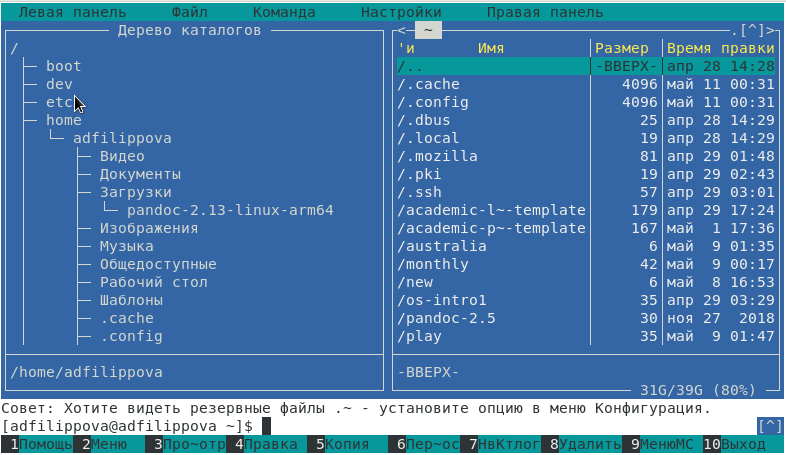 Левая панель Файл Команда Настройки Правая панель
Дерево каталогов
/
boot
dev
etc
home
adfilippova
Видео
Документы
Загрузки
pandoc-2.13-linux-arm64
Изображения
Музыка
Общедоступные
Рабочий стол
Шаблоны
.cache
.config
/home/adfilippova
<─ ~ .[^]>
'и Имя Размер Время правки
/.. -ВВЕРХ- апр 28 14:28
/.cache 4096 май 11 00:31
/.config 4096 май 11 00:31
/.dbus 25 апр 28 14:29
/.local 19 апр 28 14:29
/.mozilla 81 апр 29 01:48
/.pki 19 апр 29 02:43
/.ssh 57 апр 29 03:01
/academic-l~-template 179 апр 29 17:24
/academic-p~-template 167 май 1 17:36
/australia 6 май 9 01:35
/monthly 42 май 9 00:17
/new 6 май 8 16:53
/os-intro1 35 апр 29 03:29
/pandoc-2.5 30 ноя 27 2018
/play 35 май 9 01:47
-ВВЕРХ-
31G/39G (80%)
Совет: Хотите видеть резервные файлы .~ - установите опцию в меню Конфигурация.
[adfilippova@adfilippova ~]$ [^]
1Помощь 2Меню 3Про~отр 4Правка 5Копия 6Пер~ос 7НвКтлог 8Удалить 9МенюMC 10Выход